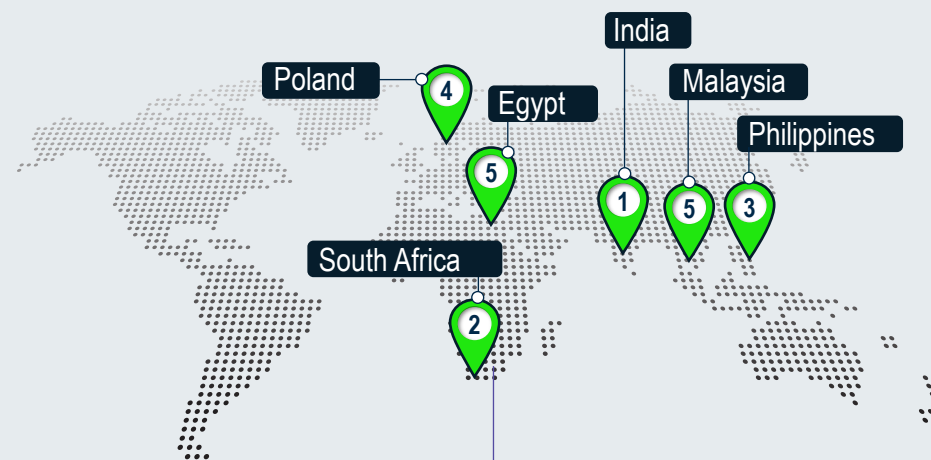 India
Poland
4
Malaysia
Egypt
Philippines
5
1
5
3
South Africa
2